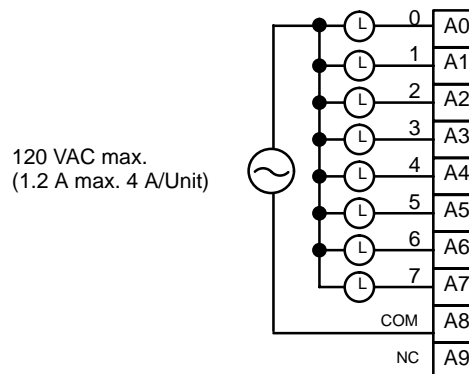 120 VAC max.
(1.2 A max. 4 A/Unit)
L 0 A0
L 1 A1
L 2 A2
L 3 A3
L 4 A4
L 5 A5
L 6 A6
L 7 A7
COM A8
NC A9